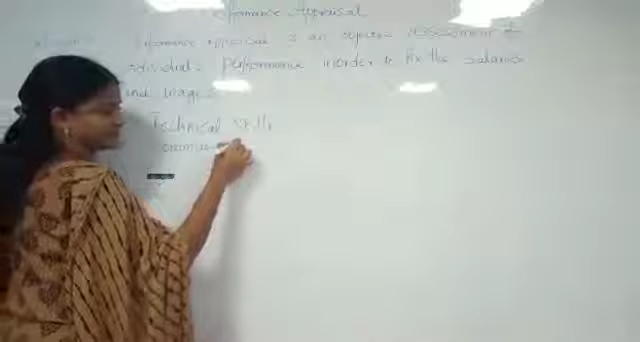 Performance Appraisal
Performance appraisal is an assessment of
individual's performance inorder to fix the salaries
and wages
Technical skills